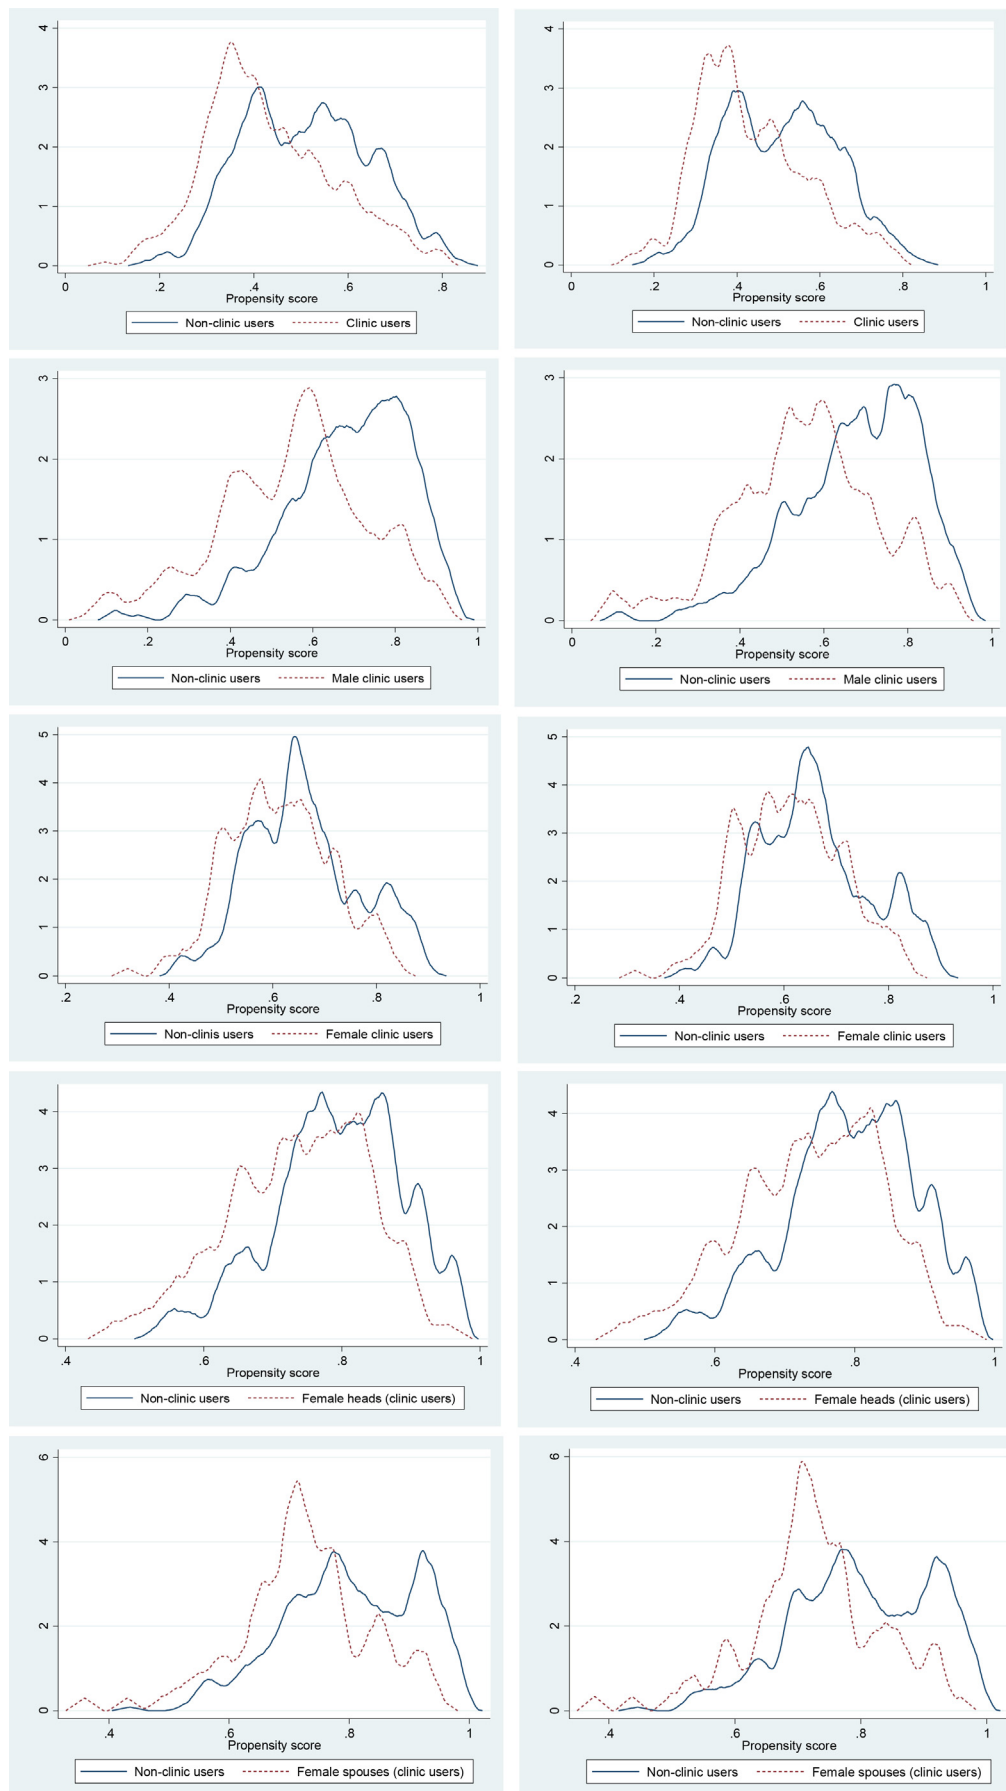 4
3
2
1
0
0 .2 .4 .6 .8
Propensity score
Non-clinic users Clinic users
4
3
2
1
0
0 .2 .4 .6 .8 1
Propensity score
Non-clinic users Clinic users
3
2
1
0
0 .2 .4 .6 .8 1
Propensity score
Non-clinic users Male clinic users
3
2
1
0
0 .2 .4 .6 .8 1
Propensity score
Non-clinic users Male clinic users
5
4
3
2
1
0
.2 .4 .6 .8 1
Propensity score
Non-clinis users Female clinic users
5
4
3
2
1
0
.2 .4 .6 .8 1
Propensity score
Non-clinic users Female clinic users
4
3
2
1
0
.4 .6 .8 1
Propensity score
Non-clinic users Female heads (clinic users)
4
3
2
1
0
.4 .6 .8 1
Propensity score
Non-clinic users Female heads (clinic users)
6
4
2
0
.4 .6 .8 1
Propensity score
Non-clinic users Female spouses (clinic users)
6
4
2
0
.4 .6 .8 1
Propensity score
Non-clinic users Female spouses (clinic users)